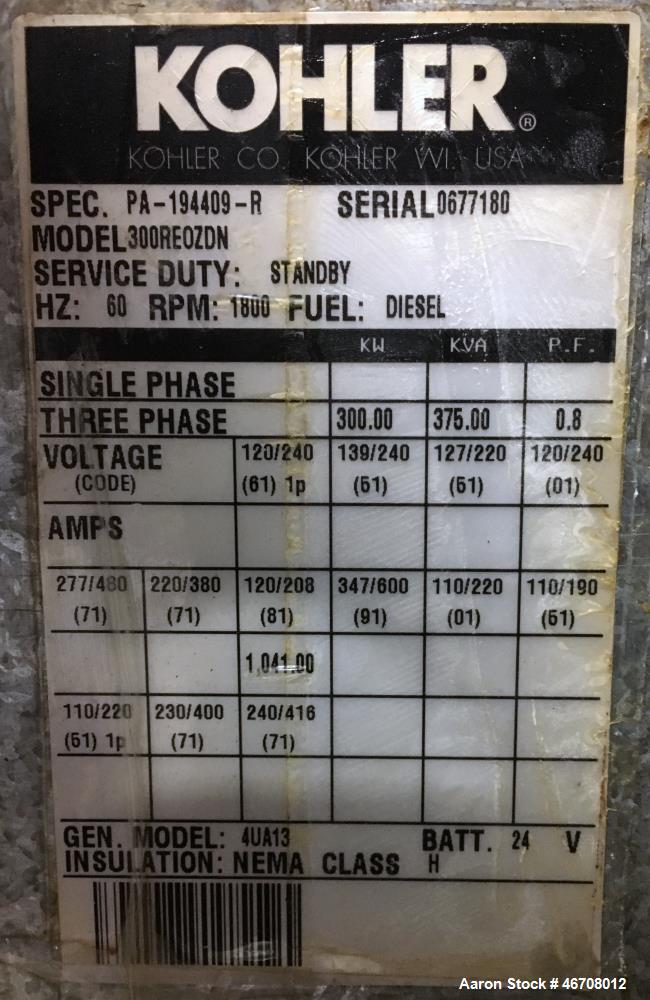 KOHLER®
KOHLER CO. KOHLER WI. USA
SPEC. PA-194409-R SERIAL 0677180
MODEL 300REOZDN
SERVICE DUTY: STANDBY
HZ: 60 RPM: 1800 FUEL: DIESEL
KW KVA P.F.
SINGLE PHASE
THREE PHASE 300.00 375.00 0.8
VOLTAGE 120/240 139/240 127/220 120/240
(CODE) (61) 1p (51) (61) (01)
AMPS
277/480 220/380 120/208 347/600 110/220 110/190
(71) (71) (81) (91) (01) (61)
1,041.00
110/220 230/400 240/416
(61) 1p (71) (71)
GEN. MODEL: 4UA13 BATT. 24 V
INSULATION: NEMA CLASS H
Aaron Stock # 46708012